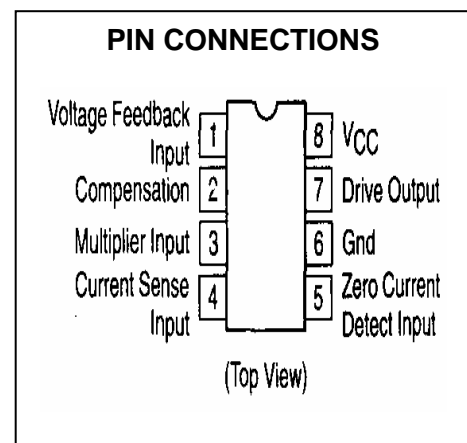 PIN CONNECTIONS
Voltage Feedback
Input
1
8
VCC
Compensation
2
7
Drive Output
Multiplier Input
3
6
Gnd
Current Sense
Input
4
5
Zero Current
Detect Input
(Top View)